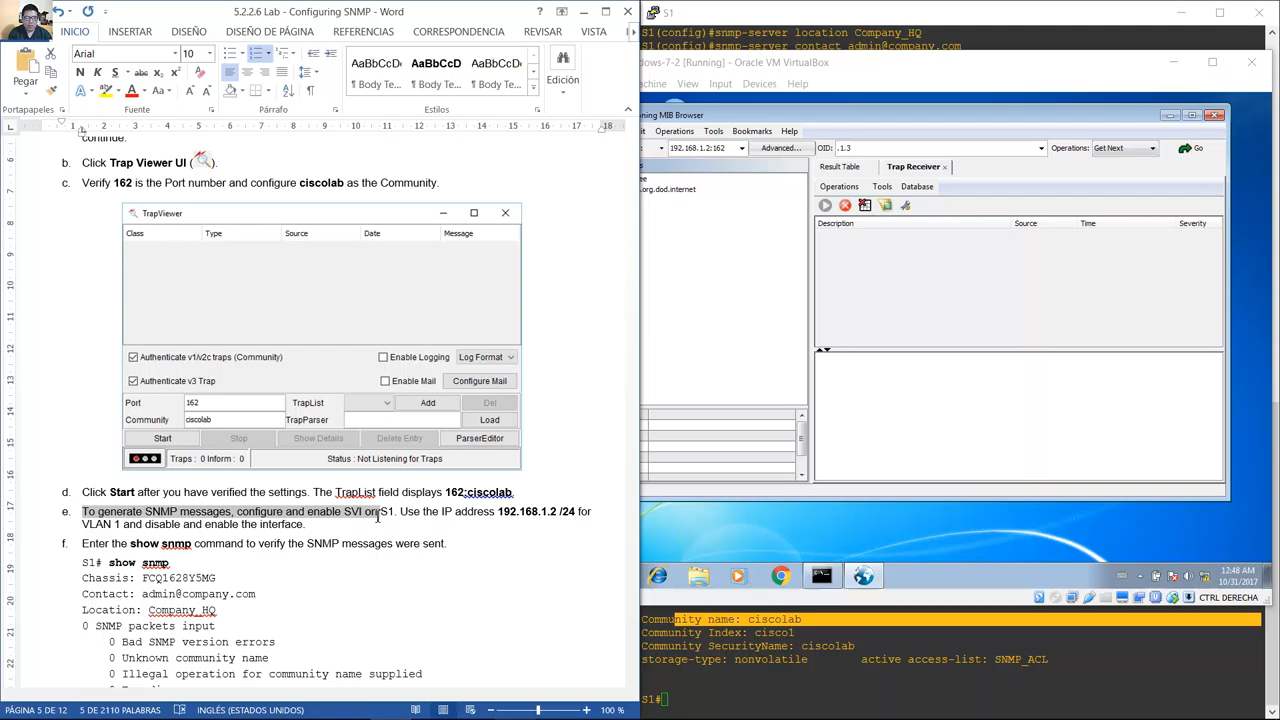 5.2.2.6 Lab - Configuring SNMP - Word
INICIO
INSERTAR
DISEÑO
DISEÑO DE PÁGINA
REFERENCIAS
CORRESPONDENCIA
REVISAR
VISTA
Pegar
Arial
10
AaBbCcD
AaBbCcD
AaBbCcD
¶ Body Te...
¶ Body Te...
¶ Body Te...
Edición
Portapapeles
Fuente
Párrafo
Estilos
continue.
b. Click Trap Viewer UI ( ).
c. Verify 162 is the Port number and configure ciscolab as the Community.
TrapViewer
Class Type Source Date Message
Authenticate v1/v2c traps (Community)
Enable Logging
Log Format
Authenticate v3 Trap
Enable Mail
Configure Mail
Port 162 TrapList Add Del
Community ciscolab TrapParser Load
Start Stop Show Details Delete Entry ParserEditor
Traps : 0 Inform : 0 Status : Not Listening for Traps
d. Click Start after you have verified the settings. The TrapList field displays 162:ciscolab.
e. To generate SNMP messages, configure and enable SVI on S1. Use the IP address 192.168.1.2 /24 for
VLAN 1 and disable and enable the interface.
f. Enter the show snmp command to verify the SNMP messages were sent.
S1# show snmp
Chassis: FCQ1628Y5MG
Contact: admin@company.com
Location: Company_HQ
0 SNMP packets input
0 Bad SNMP version errors
0 Unknown community name
0 Illegal operation for community name supplied
PÁGINA 5 DE 12
5 DE 2110 PALABRAS
INGLÉS (ESTADOS UNIDOS)
100 %
S1
S1(config)#snmp-server location Company_HQ
S1(config)#snmp-server contact admin@company.com
dows-7-2 [Running] - Oracle VM VirtualBox
achine View Input Devices Help
oning MIB Browser
it Operations Tools Bookmarks Help
192.168.1.2:162
Advanced...
OID: .1.3
Operations: Get Next
Go
Result Table
Trap Receiver
ee
.org.dod.internet
Operations Tools Database
Description Source Time Severity
12:48 AM
10/31/2017
CTRL DERECHA
Community name: ciscolab
Community Index: cisco1
Community SecurityName: ciscolab
storage-type: nonvolatile active access-list: SNMP_ACL
S1#